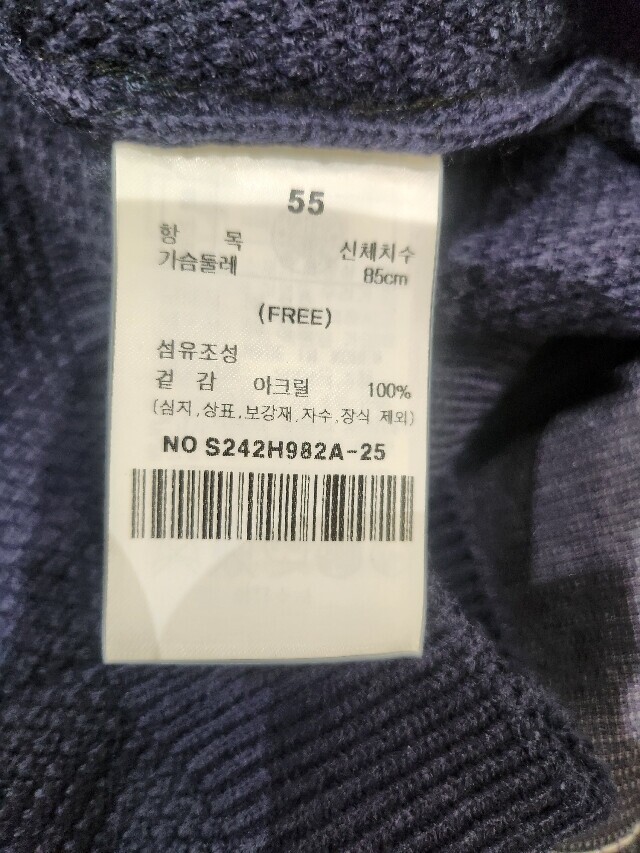 55
항 목 신체치수
가슴둘레 85cm
(FREE)
섬유조성
겉 감 아크릴 100%
(심지,상표,보강재,자수,장식 제외)
NO S242H982A-25